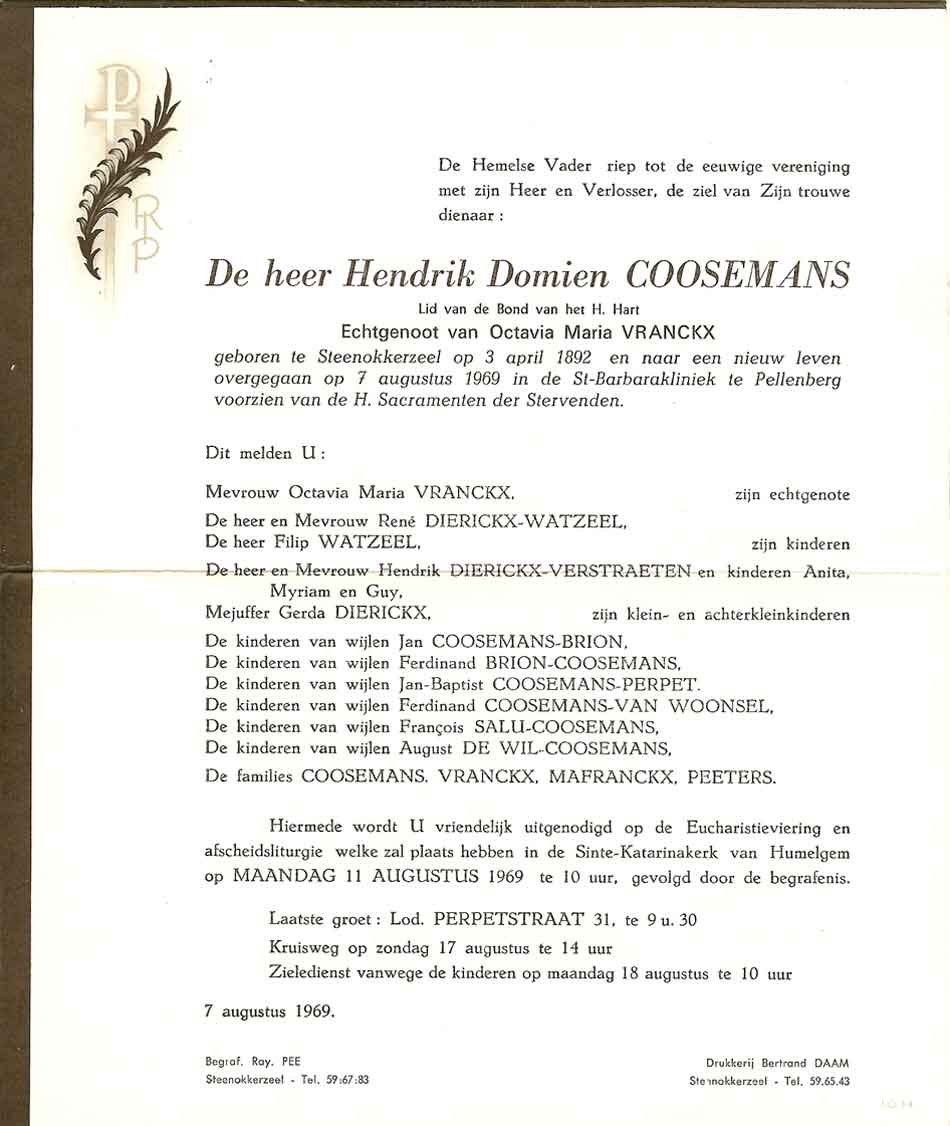 P
RIP
De Hemelse Vader riep tot de eeuwige vereniging
met zijn Heer en Verlosser, de ziel van Zijn trouwe
dienaar :
De heer Hendrik Domien COOSEMANS
Lid van de Bond van het H. Hart
Echtgenoot van Octavia Maria VRANCKX
geboren te Steenokkerzeel op 3 april 1892 en naar een nieuw leven
overgegaan op 7 augustus 1969 in de St-Barbarakliniek te Pellenberg
voorzien van de H. Sacramenten der Stervenden.
Dit melden U :
Mevrouw Octavia Maria VRANCKX, zijn echtgenote
De heer en Mevrouw René DIERICKX-WATZEEL,
De heer Filip WATZEEL, zijn kinderen
De heer en Mevrouw Hendrik DIERICKX-VERSTRAETEN en kinderen Anita,
Myriam en Guy,
Mejuffer Gerda DIERICKX, zijn klein- en achterkleinkinderen
De kinderen van wijlen Jan COOSEMANS-BRION,
De kinderen van wijlen Ferdinand BRION-COOSEMANS,
De kinderen van wijlen Jan-Baptist COOSEMANS-PERPET.
De kinderen van wijlen Ferdinand COOSEMANS-VAN WOONSEL,
De kinderen van wijlen François SALU-COOSEMANS,
De kinderen van wijlen August DE WIL-COOSEMANS,
De families COOSEMANS. VRANCKX, MAFRANCKX, PEETERS.
Hiermede wordt U vriendelijk uitgenodigd op de Eucharistieviering en
afscheidsliturgie welke zal plaats hebben in de Sinte-Katarinakerk van Humelgem
op MAANDAG 11 AUGUSTUS 1969 te 10 uur, gevolgd door de begrafenis.
Laatste groet : Lod. PERPETSTRAAT 31, te 9 u. 30
Kruisweg op zondag 17 augustus te 14 uur
Zieledienst vanwege de kinderen op maandag 18 augustus te 10 uur
7 augustus 1969.
Begraf. Ray. PEE
Steenokkerzeel - Tel. 59:67:83
Drukkerij Bertrand DAAM
Steenokkerzeel - Tel. 59.65.43